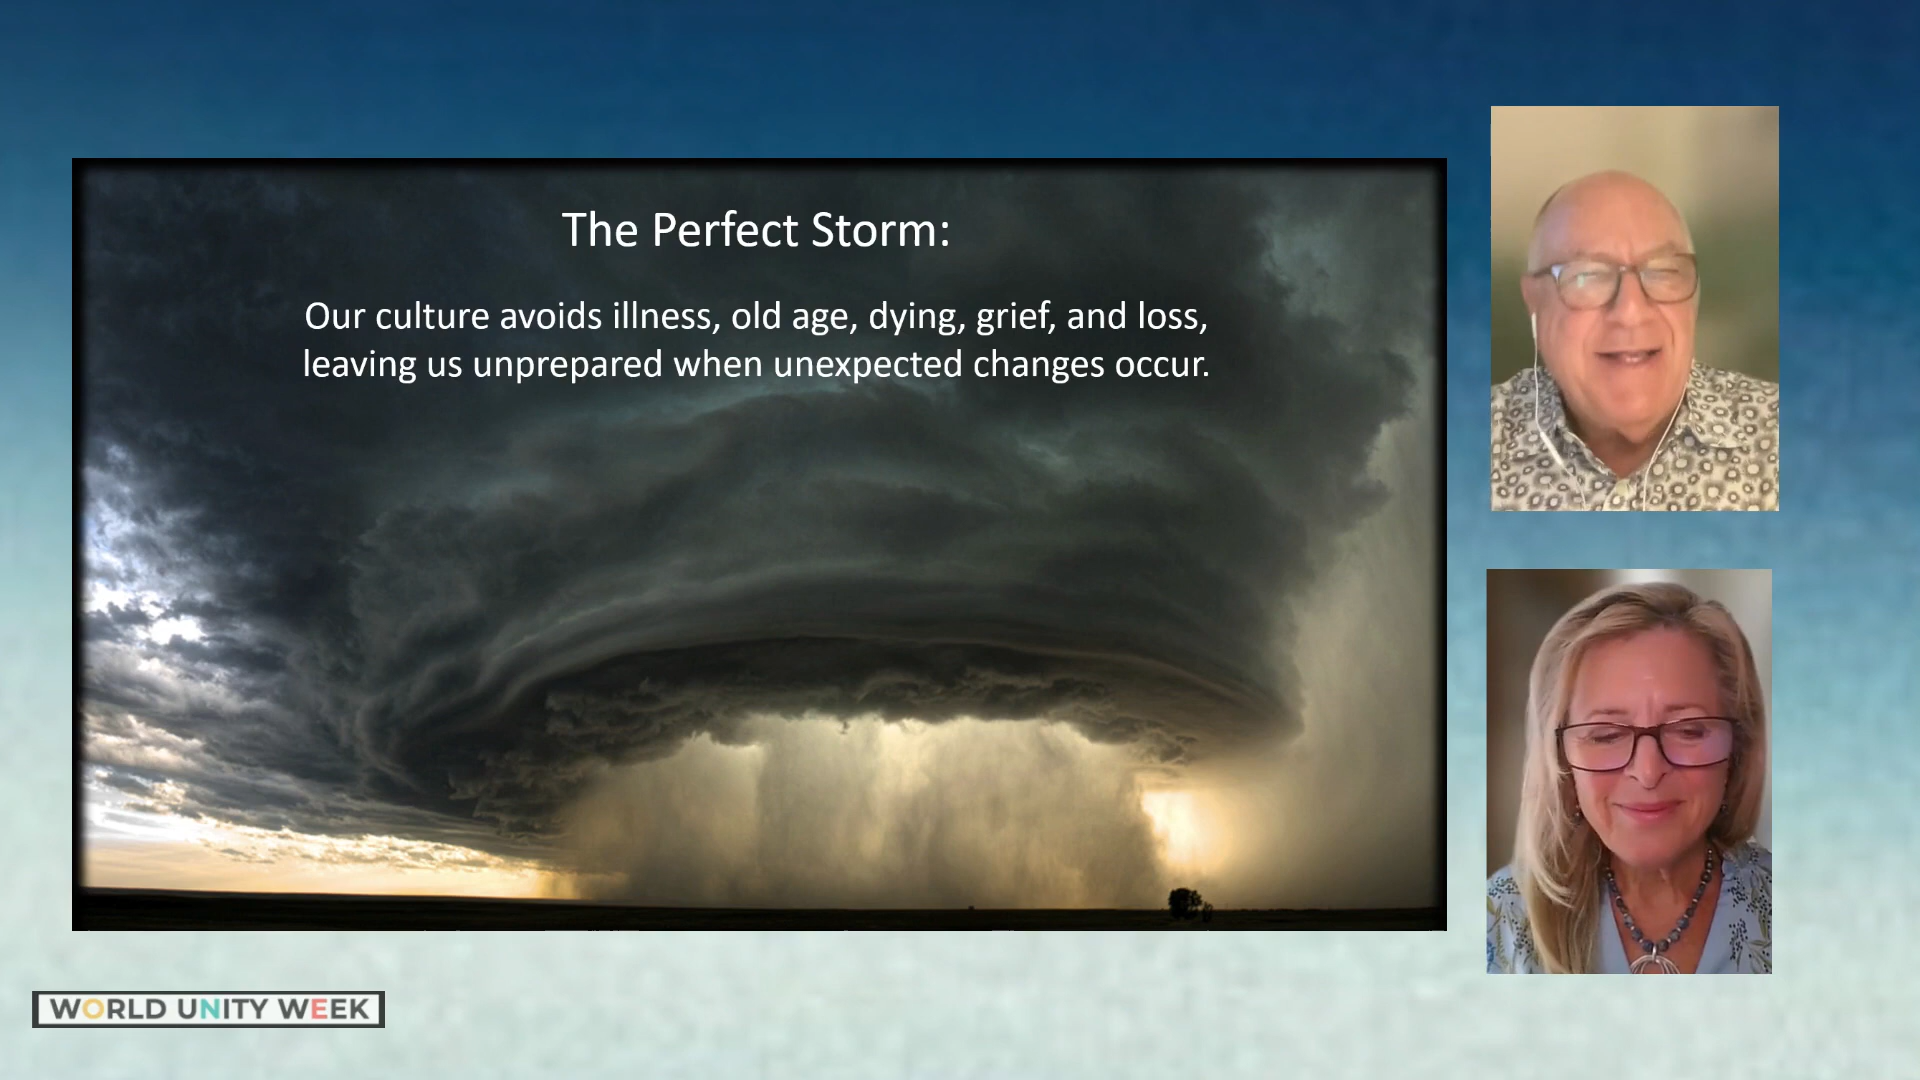 The Perfect Storm:
Our culture avoids illness, old age, dying, grief, and loss,
leaving us unprepared when unexpected changes occur.
WORLD UNITY WEEK